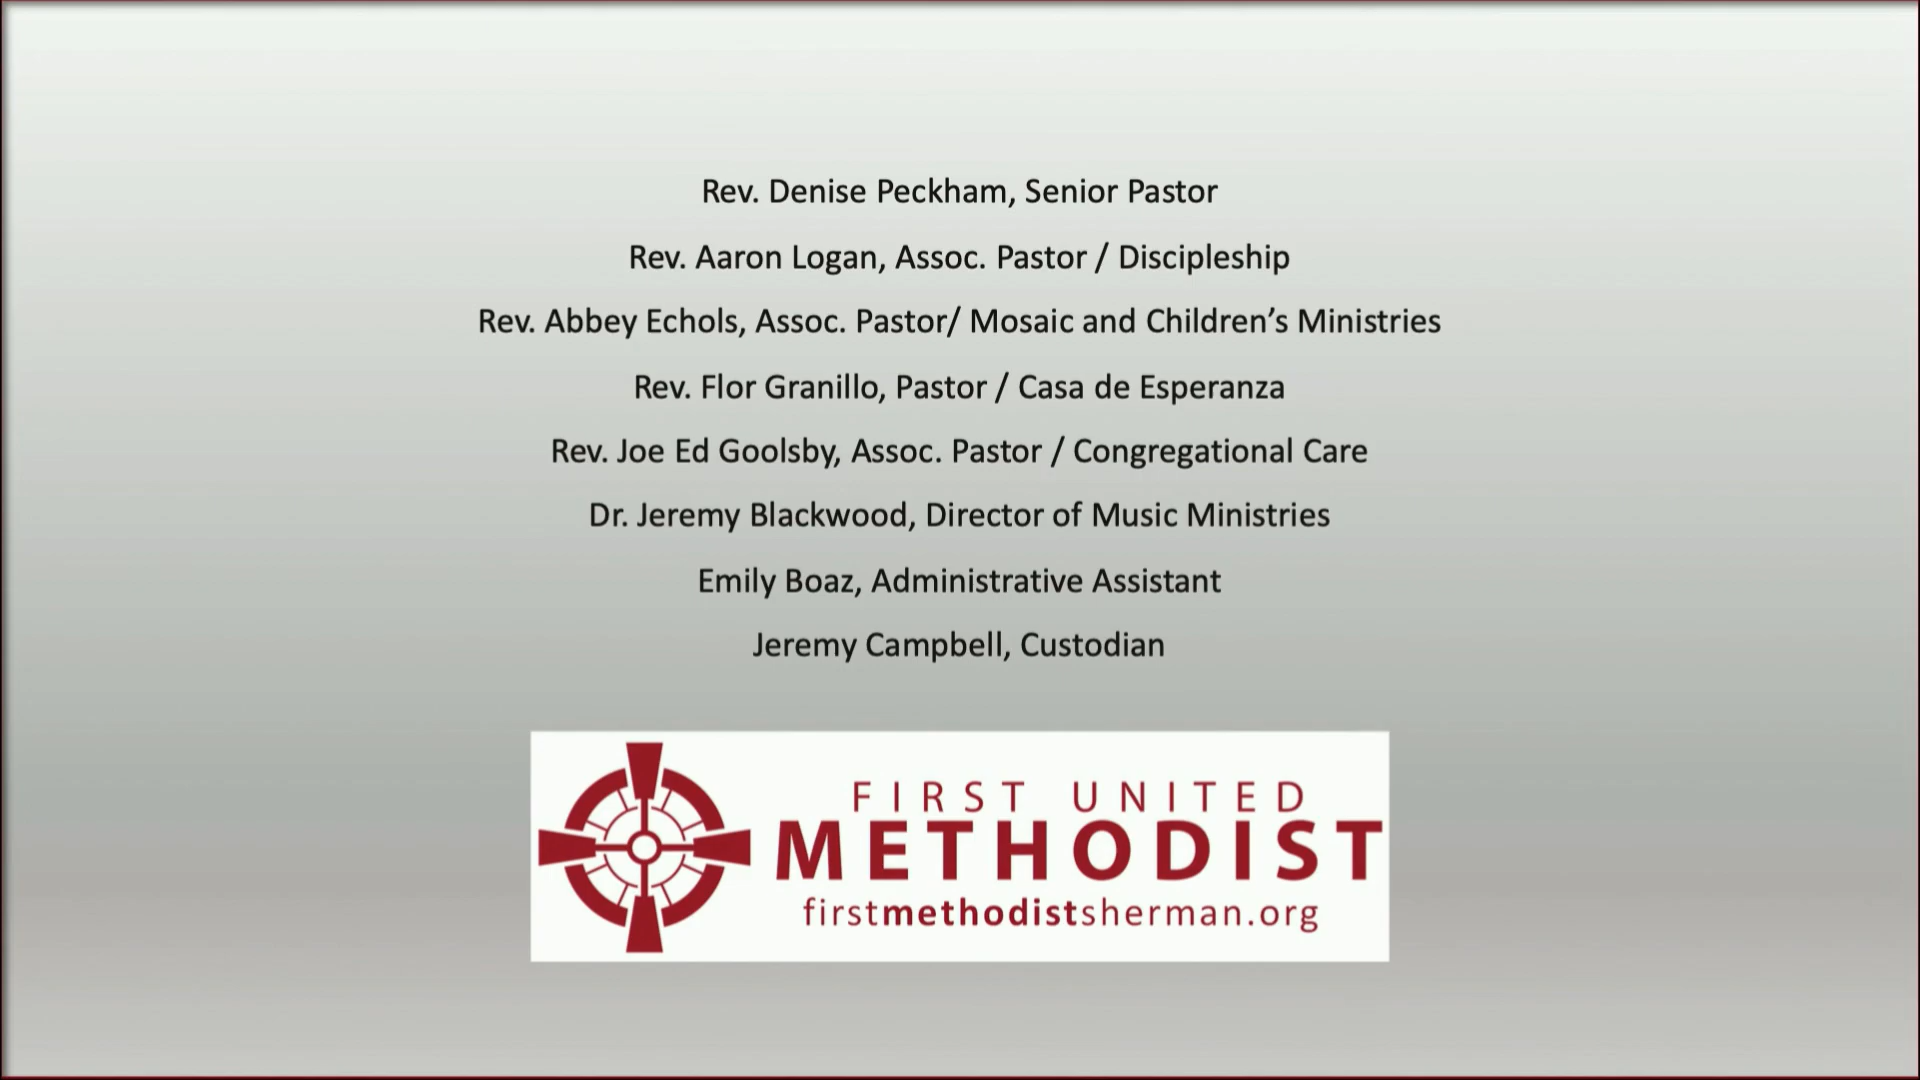 Rev. Denise Peckham, Senior Pastor
Rev. Aaron Logan, Assoc. Pastor / Discipleship
Rev. Abbey Echols, Assoc. Pastor/ Mosaic and Children’s Ministries
Rev. Flor Granillo, Pastor / Casa de Esperanza
Rev. Joe Ed Goolsby, Assoc. Pastor / Congregational Care
Dr. Jeremy Blackwood, Director of Music Ministries
Emily Boaz, Administrative Assistant
Jeremy Campbell, Custodian
FIRST UNITED
METHODIST
firstmethodistsherman.org